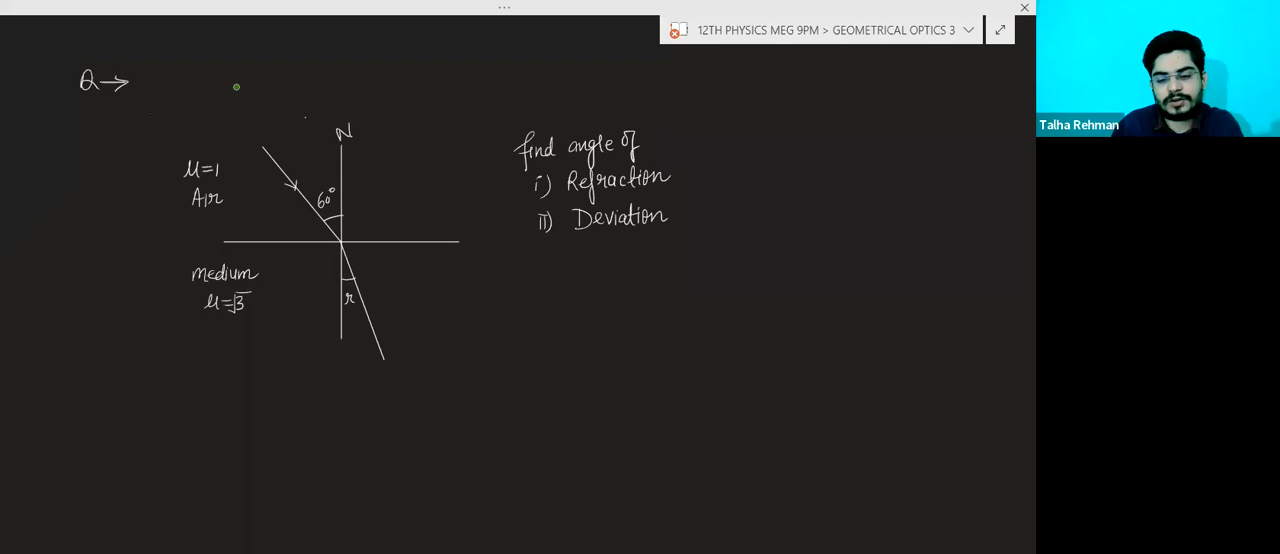 12TH PHYSICS MEG 9PM > GEOMETRICAL OPTICS 3
Talha Rehman
Q→
N
60°
μ=1
Air
medium
μ=√3
r
find angle of
i) Refraction
ii) Deviation